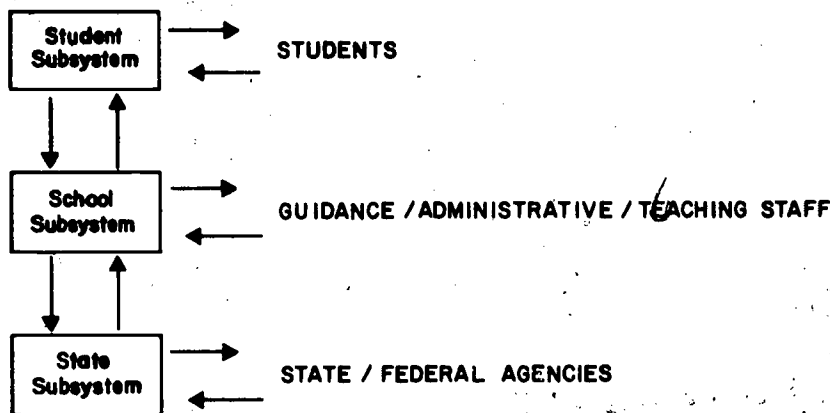 Student
Subsystem
STUDENTS
School
Subsystem
GUIDANCE / ADMINISTRATIVE / TEACHING STAFF
State
Subsystem
STATE / FEDERAL AGENCIES